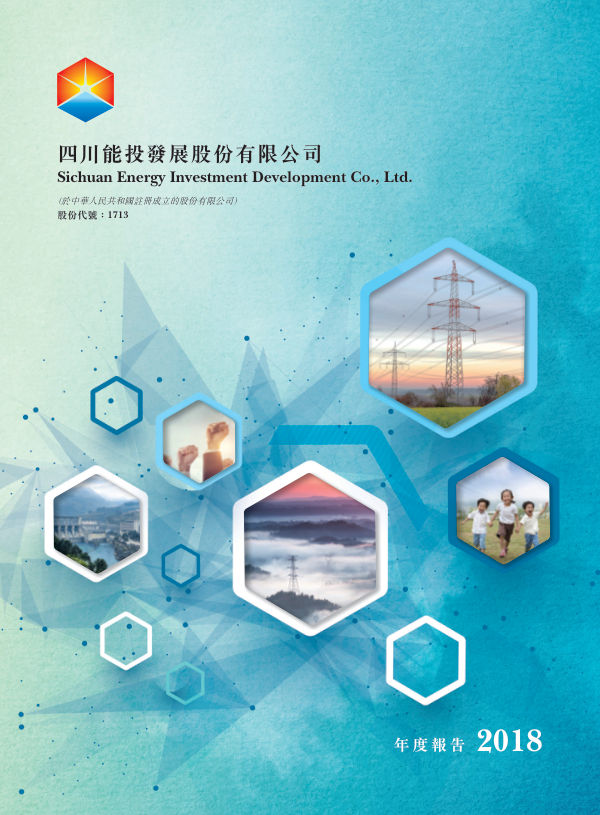 四川能投發展股份有限公司
Sichuan Energy Investment Development Co., Ltd.
(於中華人民共和國註冊成立的股份有限公司)
股份代號：1713
年度報告 2018